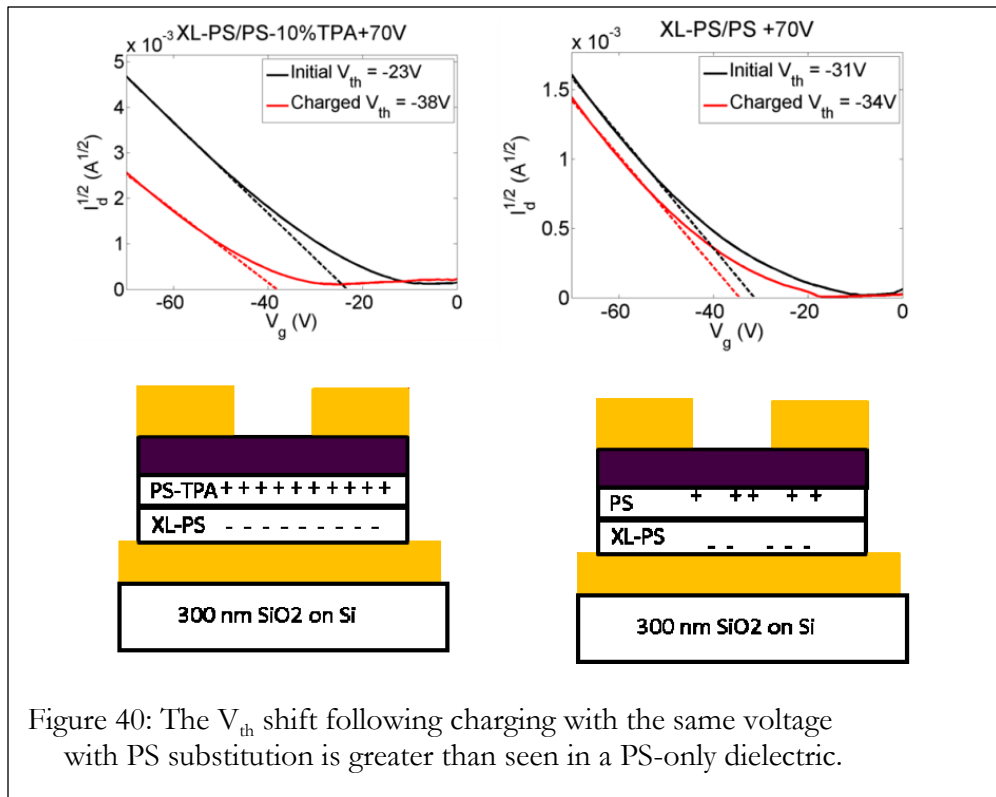 XL-PS/PS-10%TPA+70V
x 10⁻³
Initial V_th = -23V
Charged V_th = -38V
5
4
3
2
1
0
I_d^1/2 (A^1/2)
-60
-40
-20
0
V_g (V)
XL-PS/PS +70V
x 10⁻³
Initial V_th = -31V
Charged V_th = -34V
1.5
1
0.5
0
I_d^1/2 (A^1/2)
-60
-40
-20
0
V_g (V)
PS-TPA + + + + + + + + + +
XL-PS - - - - - - - - -
300 nm SiO2 on Si
PS + + + + +
XL-PS - - - - -
300 nm SiO2 on Si
Figure 40: The V_th shift following charging with the same voltage
with PS substitution is greater than seen in a PS-only dielectric.